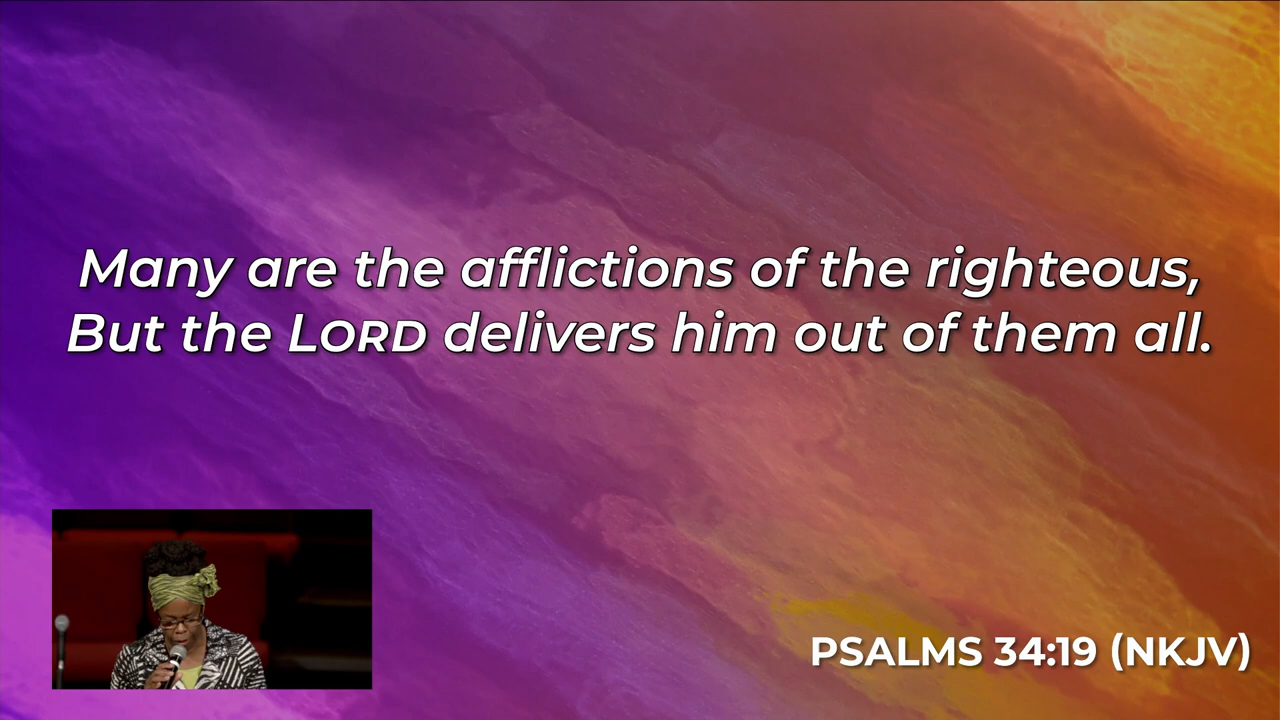 Many are the afflictions of the righteous,
But the LORD delivers him out of them all.
PSALMS 34:19 (NKJV)